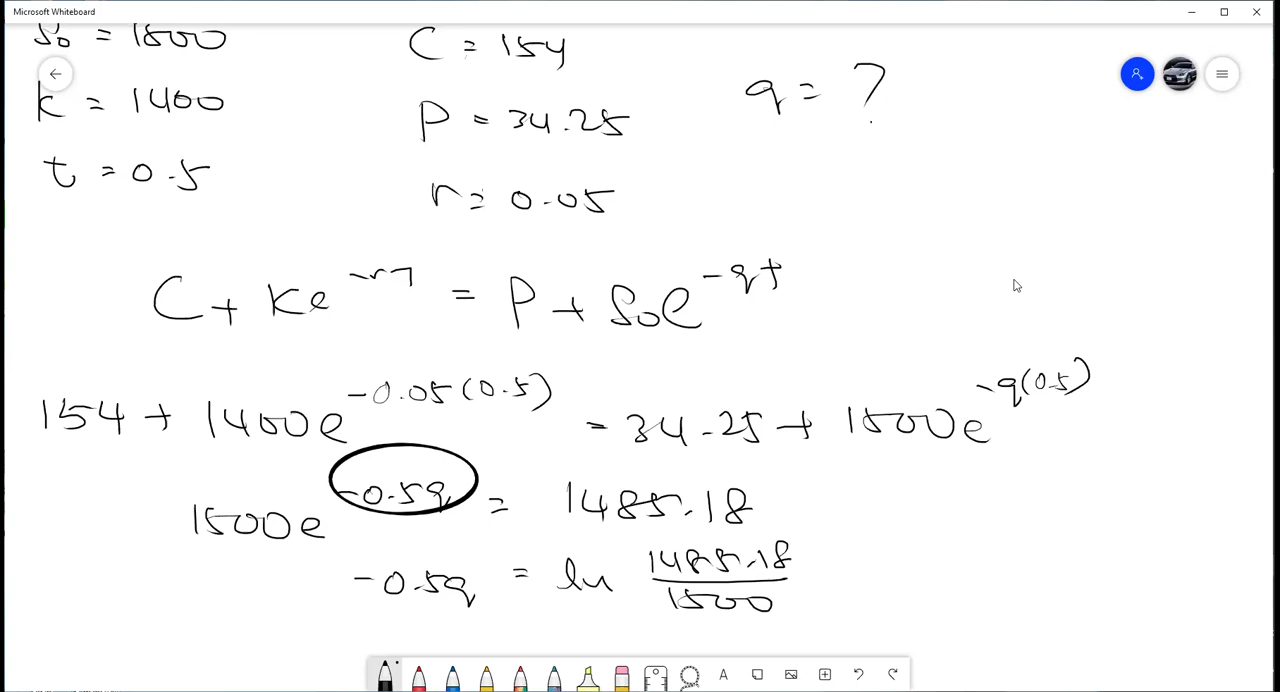 Microsoft Whiteboard
S₀ = 1500
C = 154
q = ?
k = 1400
P = 34.25
t = 0.5
r = 0.05
C + Ke^-rT = P + S₀e^-qt
154 + 1400e^-0.05(0.5) = 34.25 + 1500e^-q(0.5)
1500e^-0.5q = 1485.18
-0.5q = ln 1485.18/1500
A